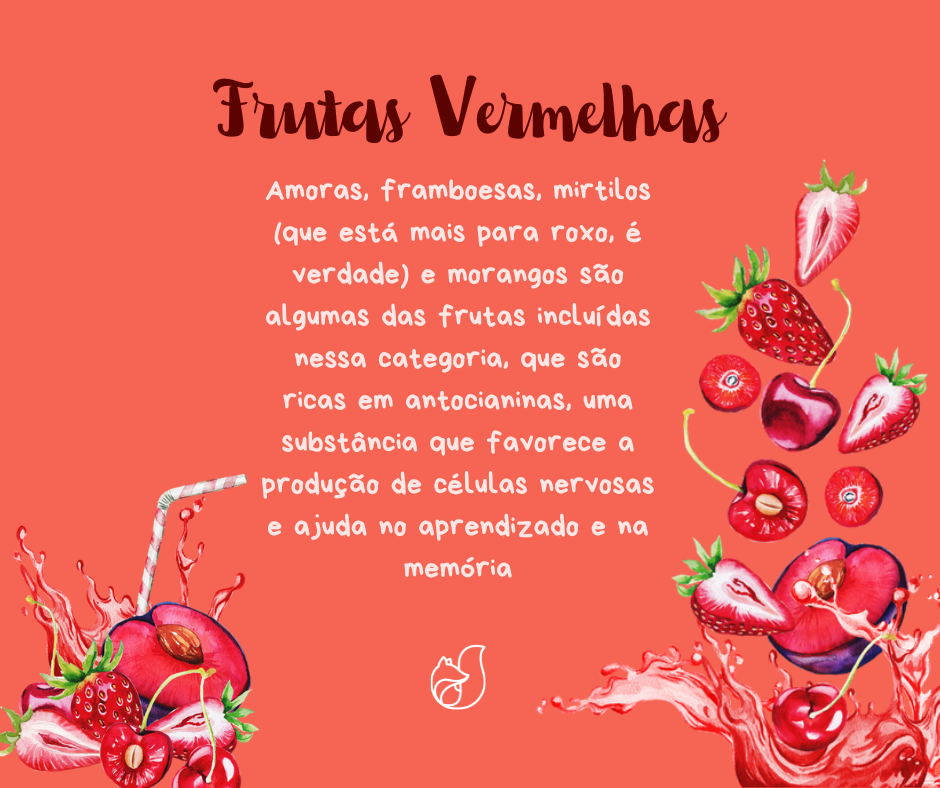 Frutas Vermelhas
Amoras, framboesas, mirtilos
(que está mais para roxo, é
verdade) e morangos são
algumas das frutas incluídas
nessa categoria, que são
ricas em antocianinas, uma
substância que favorece a
produção de células nervosas
e ajuda no aprendizado e na
memória